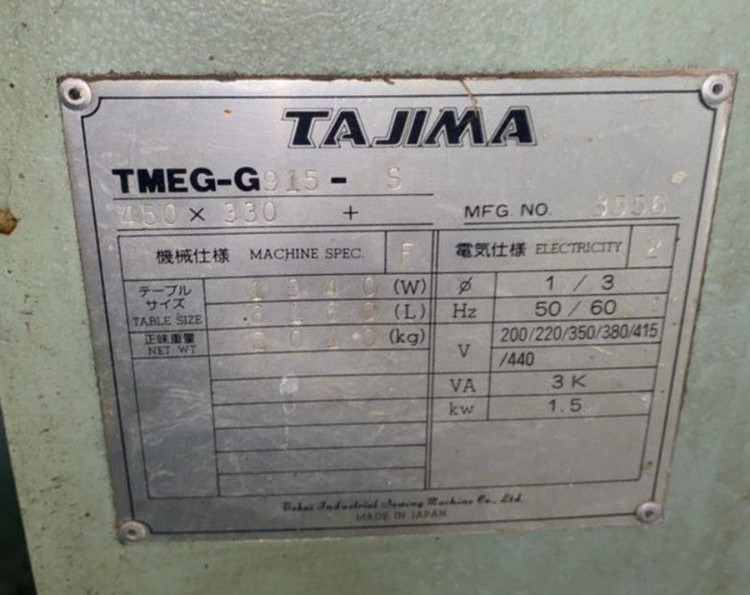 TAJIMA
TMEG-G915- S
450 × 330 +
MFG. NO.
機械仕様 MACHINE SPEC. F
電気仕様 ELECTRICITY 2
テーブルサイズ
TABLE SIZE
(W)
(L)
正味重量
NET WT
(kg)
φ 1 / 3
Hz 50 / 60
V 200/220/350/380/415
/440
VA 3K
kw 1.5
Tokai Industrial Sewing Machine Co., Ltd.
MADE IN JAPAN